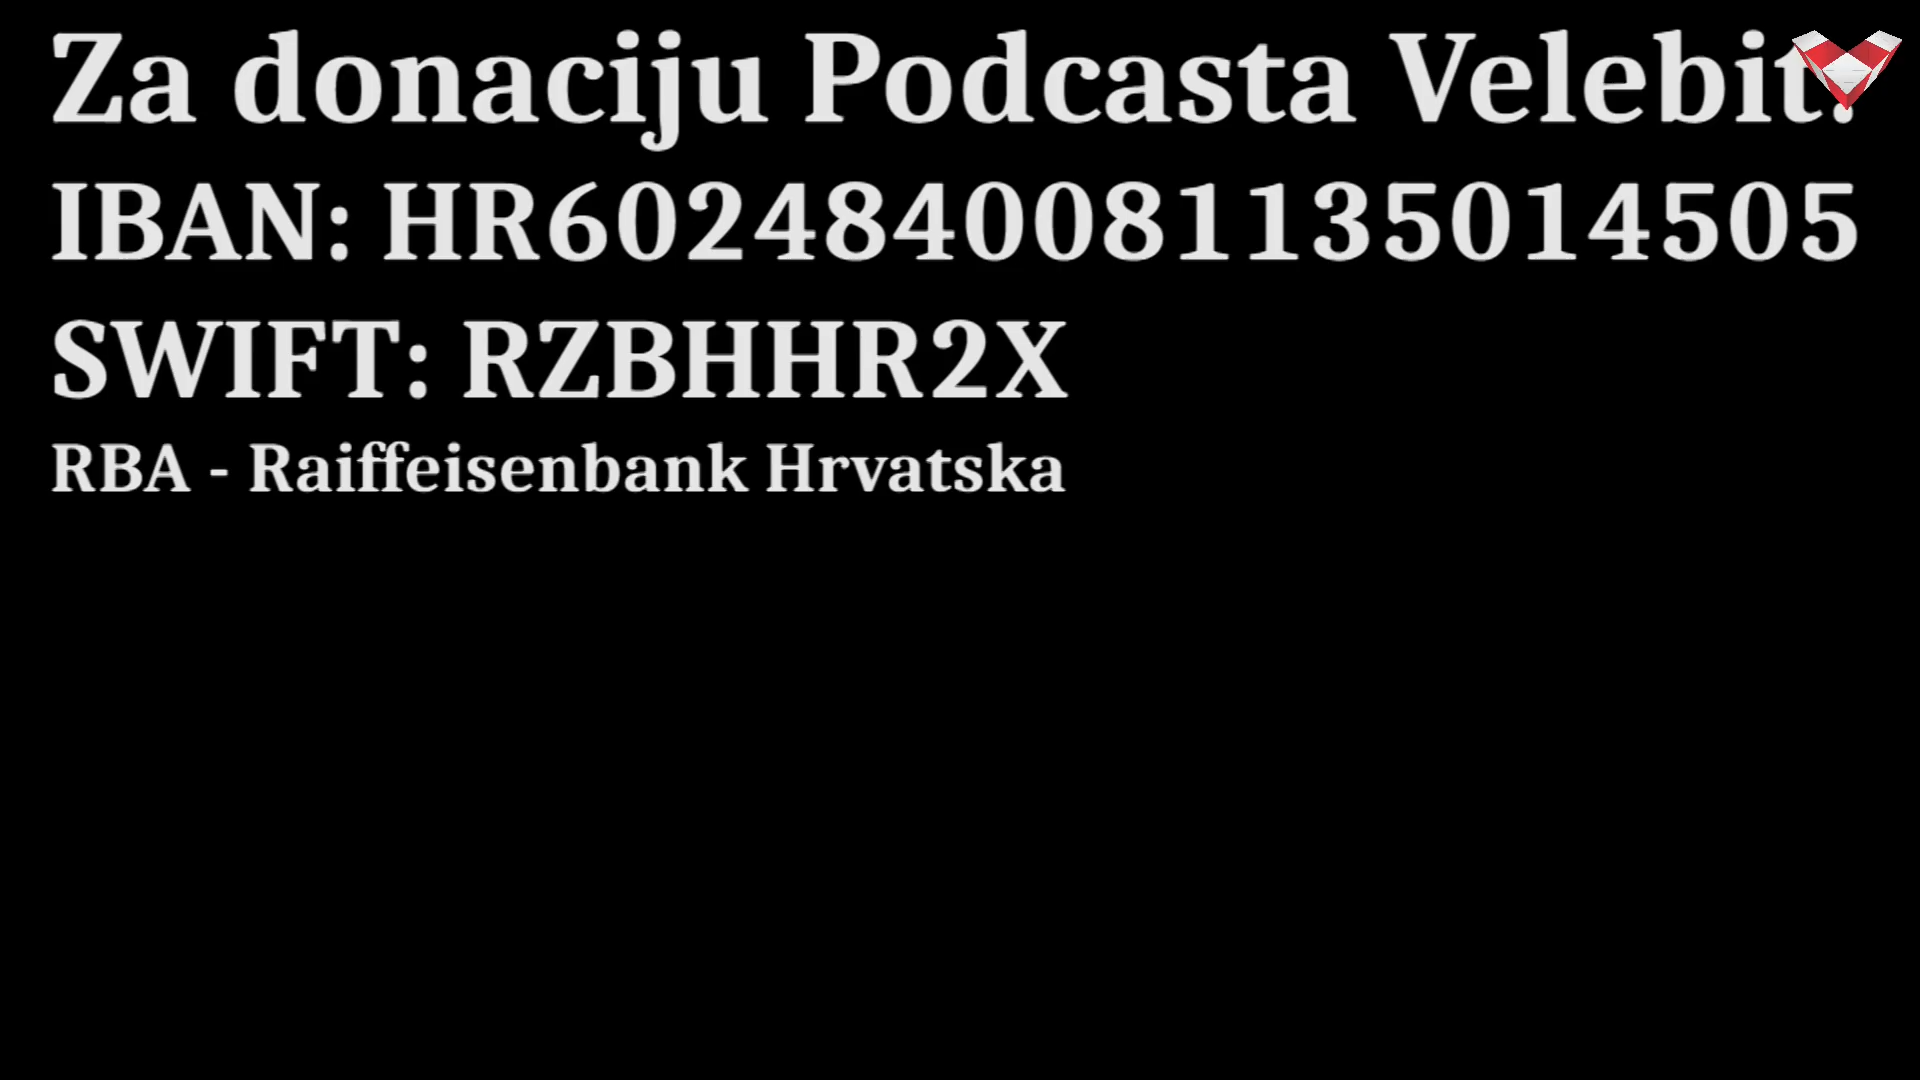 Za donaciju Podcasta Velebit:
IBAN: HR6024840081135014505
SWIFT: RZBHHR2X
RBA - Raiffeisenbank Hrvatska